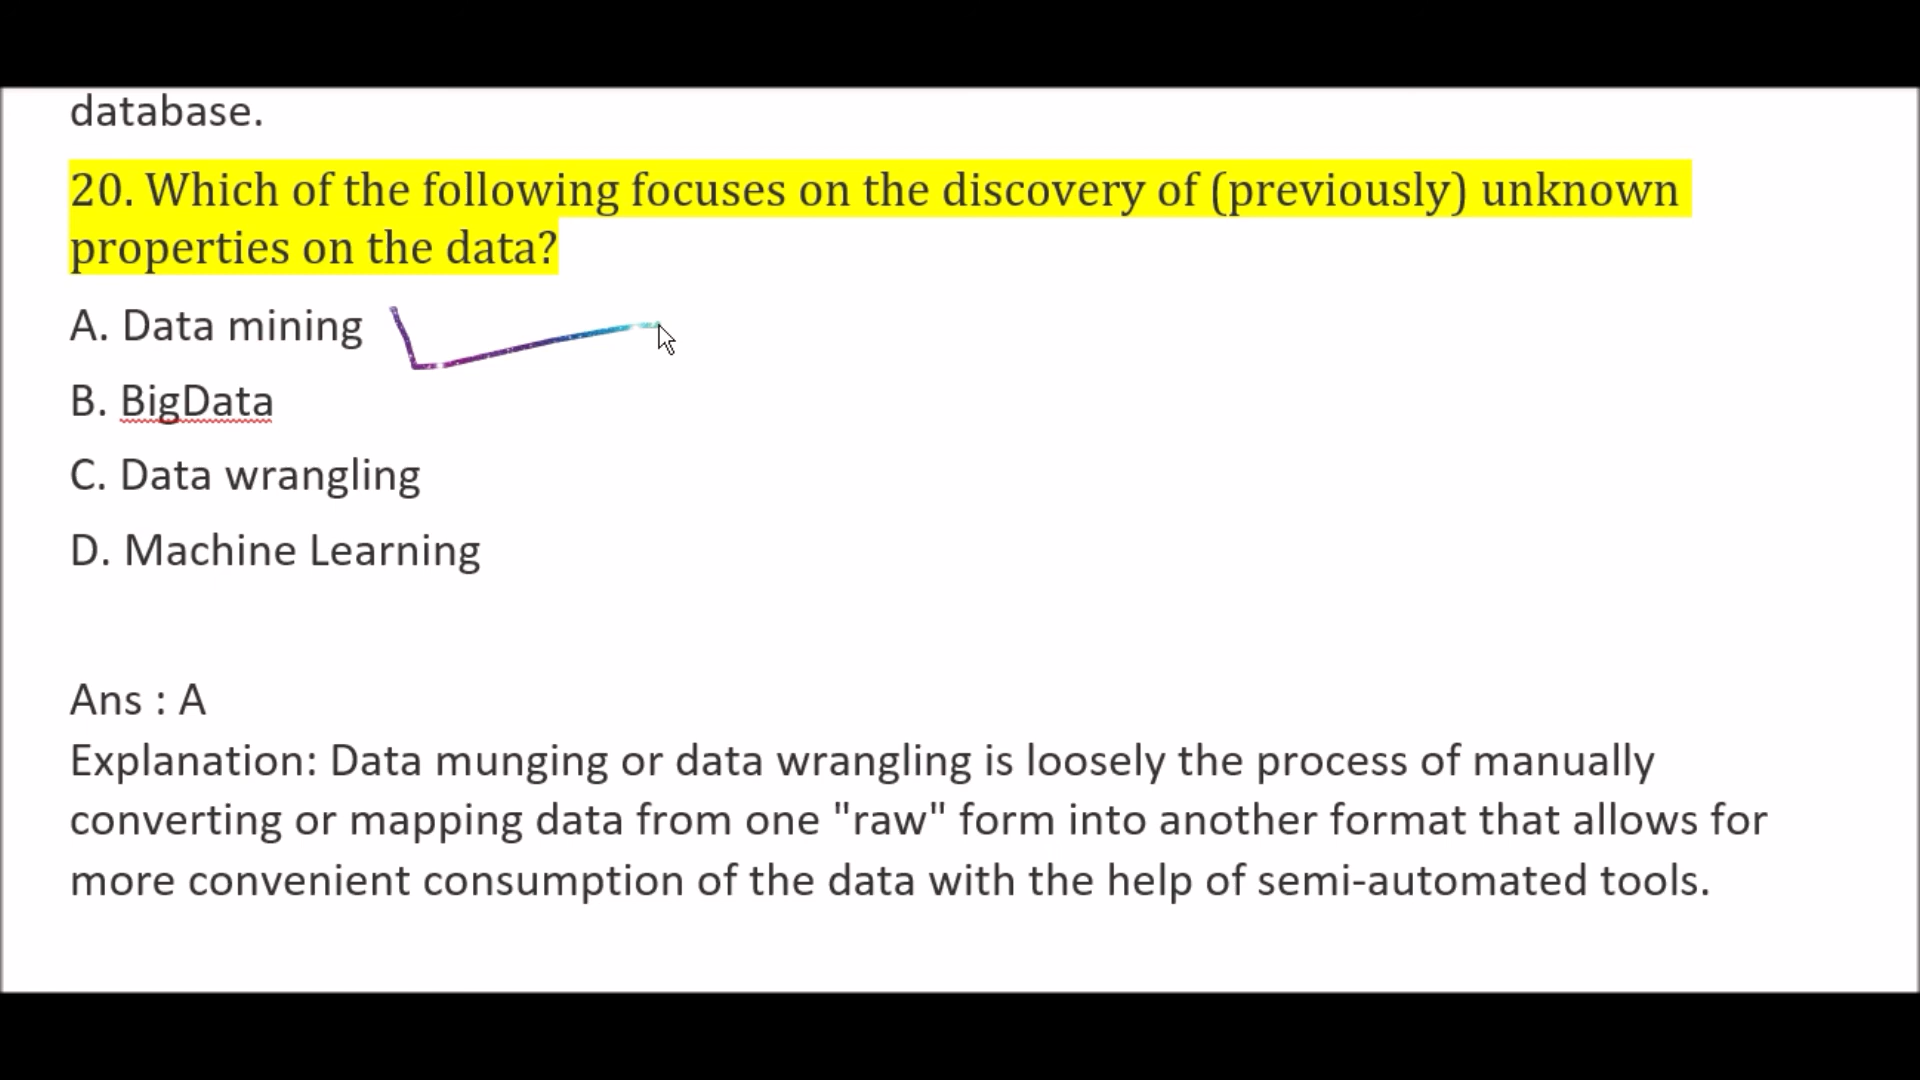 database.
20. Which of the following focuses on the discovery of (previously) unknown
properties on the data?
A. Data mining
B. BigData
C. Data wrangling
D. Machine Learning
Ans : A
Explanation: Data munging or data wrangling is loosely the process of manually
converting or mapping data from one "raw" form into another format that allows for
more convenient consumption of the data with the help of semi-automated tools.